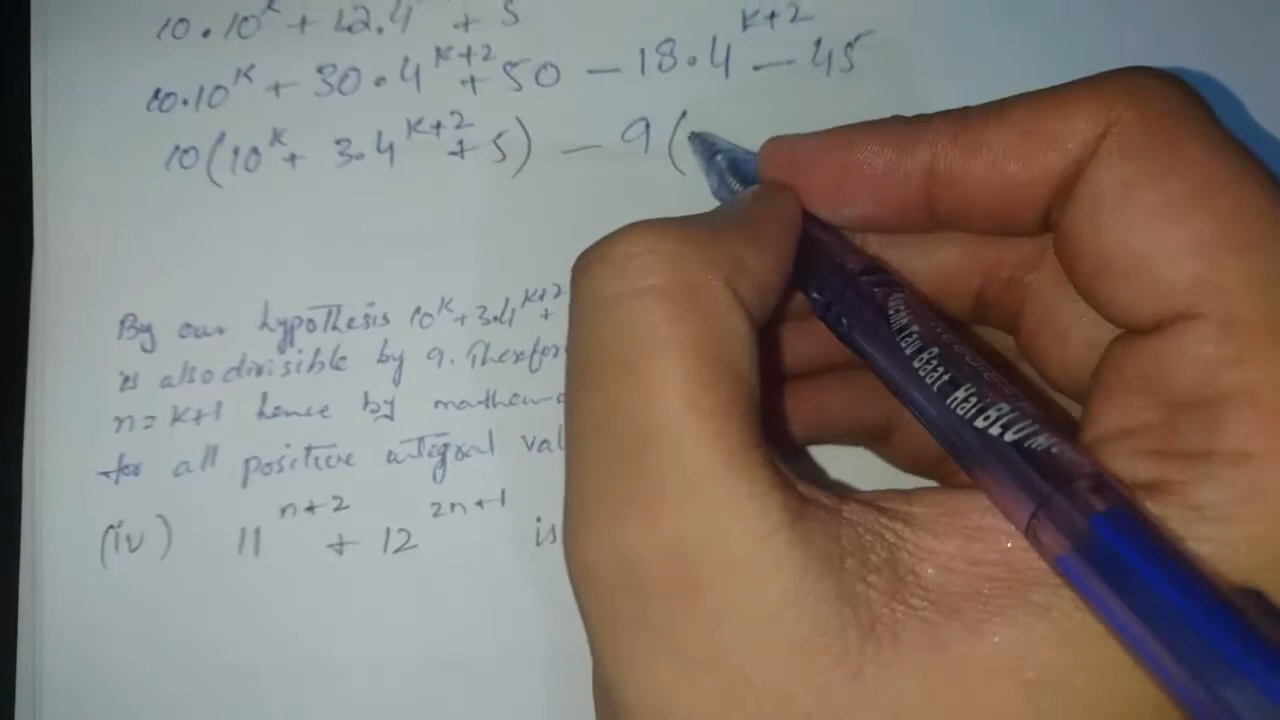 10.10^k + 12.4 + 5
10.10^k + 30.4^{k+2} + 50 - 18.4^{k+2} - 45
10(10^k + 3.4^{k+2} + 5) - 9(
By our hypothesis 10^k + 3.4^{k+2} +
is also divisible by 9. Therefor
n = k+1 hence by mathem
for all positive integral val
(iv) 11^{n+2} + 12^{2n+1} is
Tau Baat Hai BLU